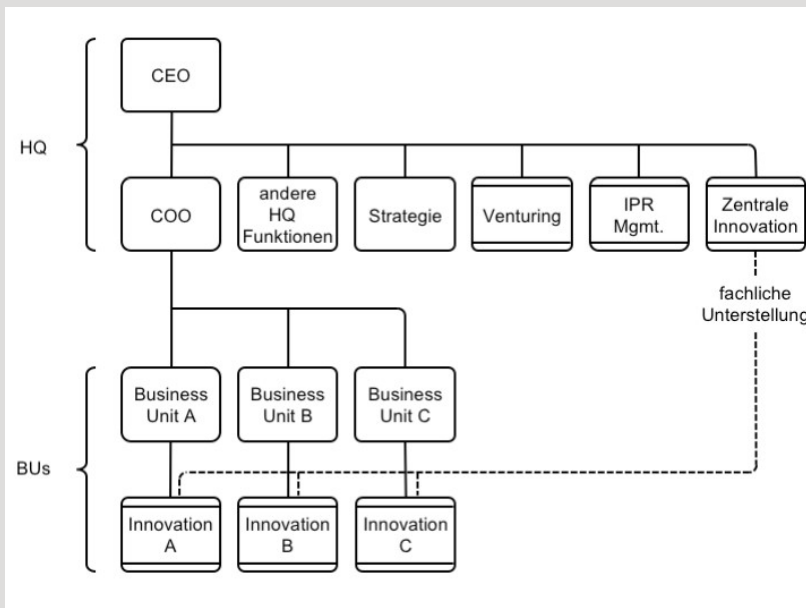 CEO
HQ
COO
andere
HQ
Funktionen
Strategie
Venturing
IPR
Mgmt.
Zentrale
Innovation
fachliche
Unterstellung
Business
Unit A
Business
Unit B
Business
Unit C
BUs
Innovation
A
Innovation
B
Innovation
C